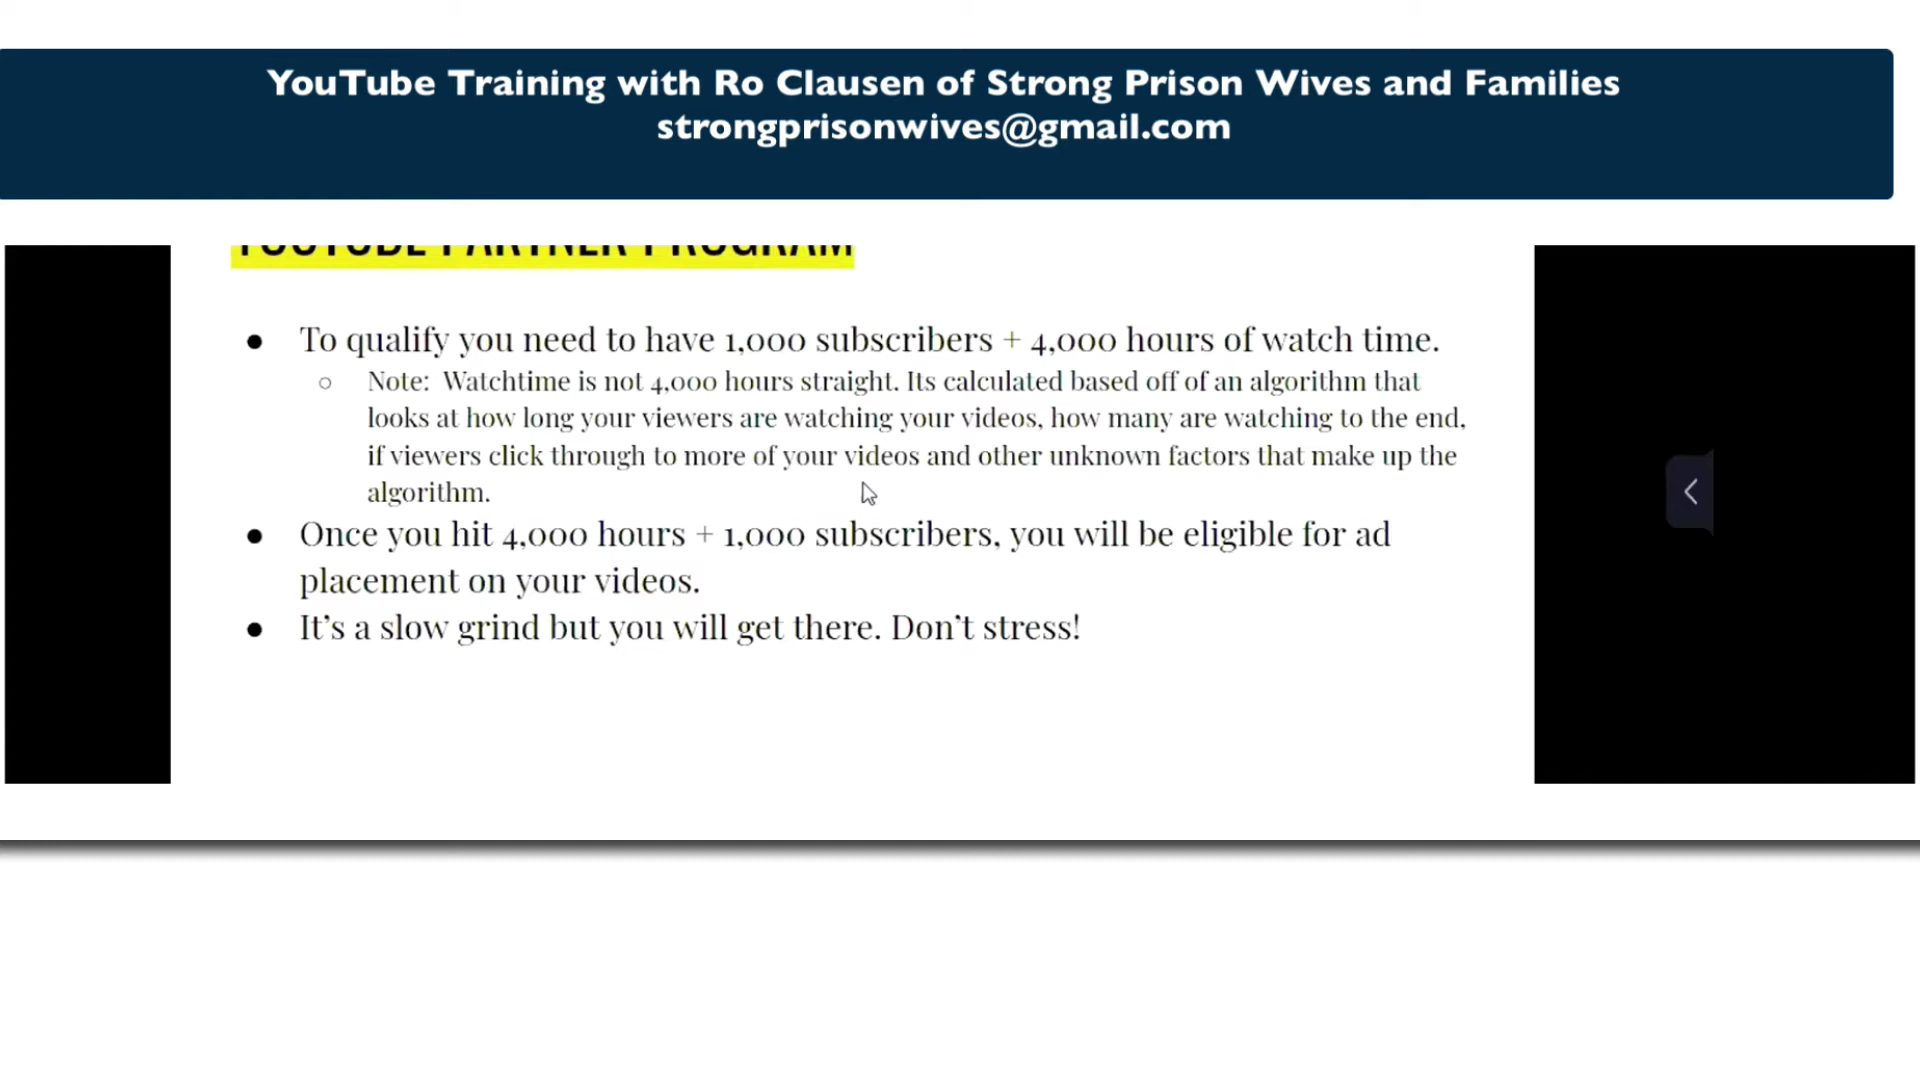 YouTube Training with Ro Clausen of Strong Prison Wives and Families
strongprisonwives@gmail.com
YOUTUBE PARTNER PROGRAM
● To qualify you need to have 1,000 subscribers + 4,000 hours of watch time.
○ Note: Watchtime is not 4,000 hours straight. Its calculated based off of an algorithm that
looks at how long your viewers are watching your videos, how many are watching to the end,
if viewers click through to more of your videos and other unknown factors that make up the
algorithm.
● Once you hit 4,000 hours + 1,000 subscribers, you will be eligible for ad
placement on your videos.
● It’s a slow grind but you will get there. Don’t stress!